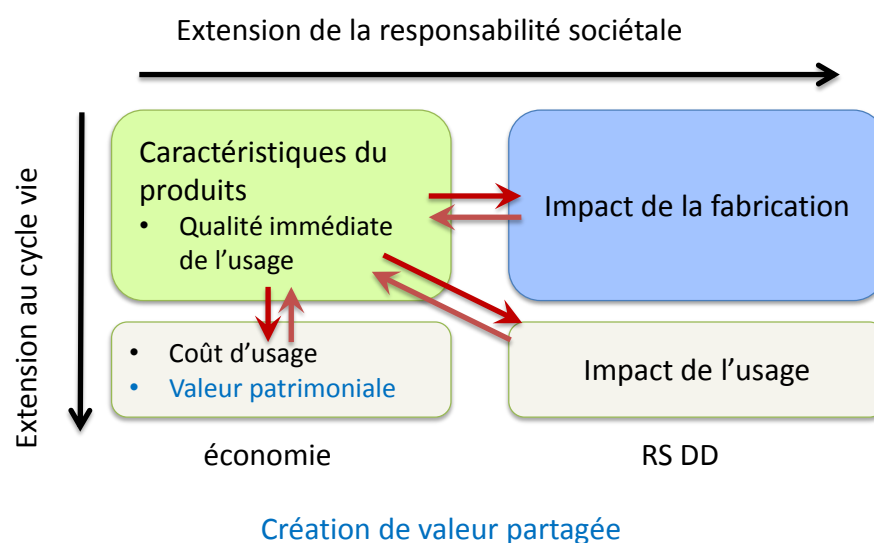 Extension de la responsabilité sociétale
Extension au cycle vie
Caractéristiques du
produits
• Qualité immédiate
de l'usage
Impact de la fabrication
• Coût d'usage
• Valeur patrimoniale
Impact de l'usage
économie
RS DD
Création de valeur partagée